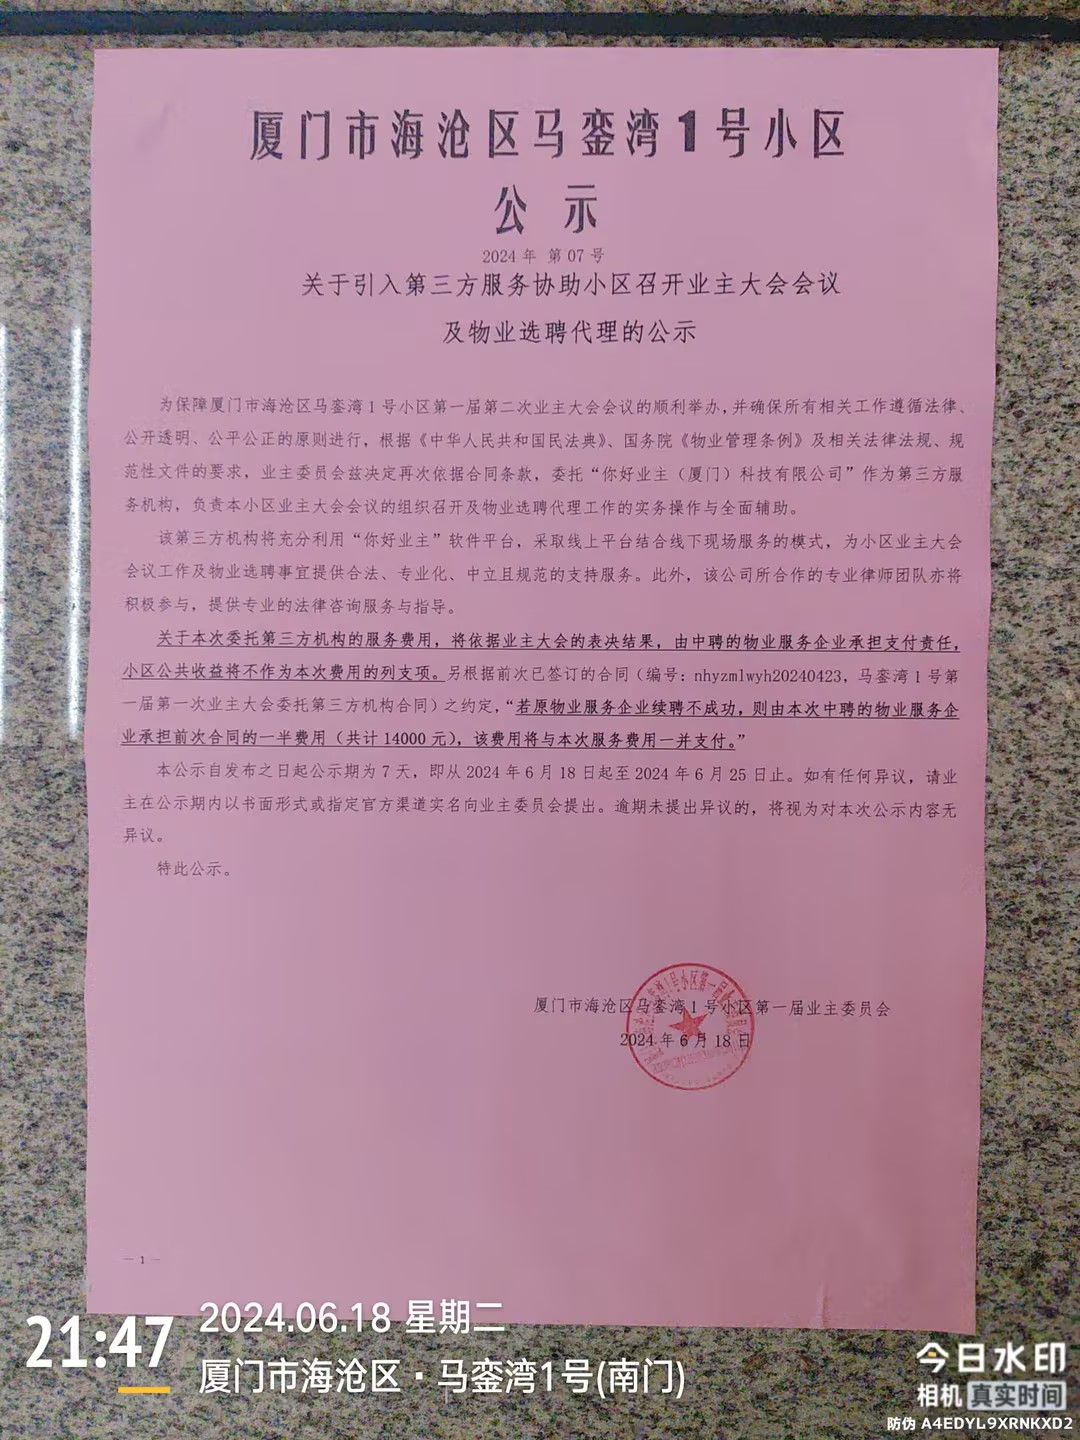 厦门市海沧区马銮湾1号小区
公 示
2024 年 第 07 号
关于引入第三方服务协助小区召开业主大会会议
及物业选聘代理的公示
为保障厦门市海沧区马銮湾 1 号小区第一届第二次业主大会会议的顺利举办,并确保所有相关工作遵循法律、
公开透明、公平公正的原则进行，根据《中华人民共和国民法典》、国务院《物业管理条例》及相关法律法规、规
范性文件的要求，业主委员会兹决定再次依据合同条款，委托“你好业主（厦门）科技有限公司”作为第三方服
务机构，负责本小区业主大会会议的组织召开及物业选聘代理工作的实务操作与全面辅助。
该第三方机构将充分利用“你好业主”软件平台，采取线上平台结合线下现场服务的模式，为小区业主大会
会议工作及物业选聘事宜提供合法、专业化、中立且规范的支持服务。此外，该公司所合作的专业律师团队亦将
积极参与，提供专业的法律咨询服务与指导。
关于本次委托第三方机构的服务费用，将依据业主大会的表决结果，由中聘的物业服务企业承担支付责任，
小区公共收益将不作为本次费用的列支项。另根据前次已签订的合同（编号：nhyzmlwyh20240423，马銮湾 1 号第
一届第一次业主大会委托第三方机构合同）之约定，“若原物业服务企业续聘不成功，则由本次中聘的物业服务企
业承担前次合同的一半费用（共计 14000 元），该费用将与本次服务费用一并支付。”
本公示自发布之日起公示期为 7 天，即从 2024 年 6 月 18 日起至 2024 年 6 月 25 日止。如有任何异议，请业
主在公示期内以书面形式或指定官方渠道实名向业主委员会提出。逾期未提出异议的，将视为对本次公示内容无
异议。
特此公示。
厦门市海沧区马銮湾 1 号小区第一届业主委员会
2024 年 6 月 18 日
— 1 —
21:47
2024.06.18 星期二
厦门市海沧区·马銮湾1号(南门)
今日水印
相机 真实时间
防伪 A4EDYL9XRNKXD2